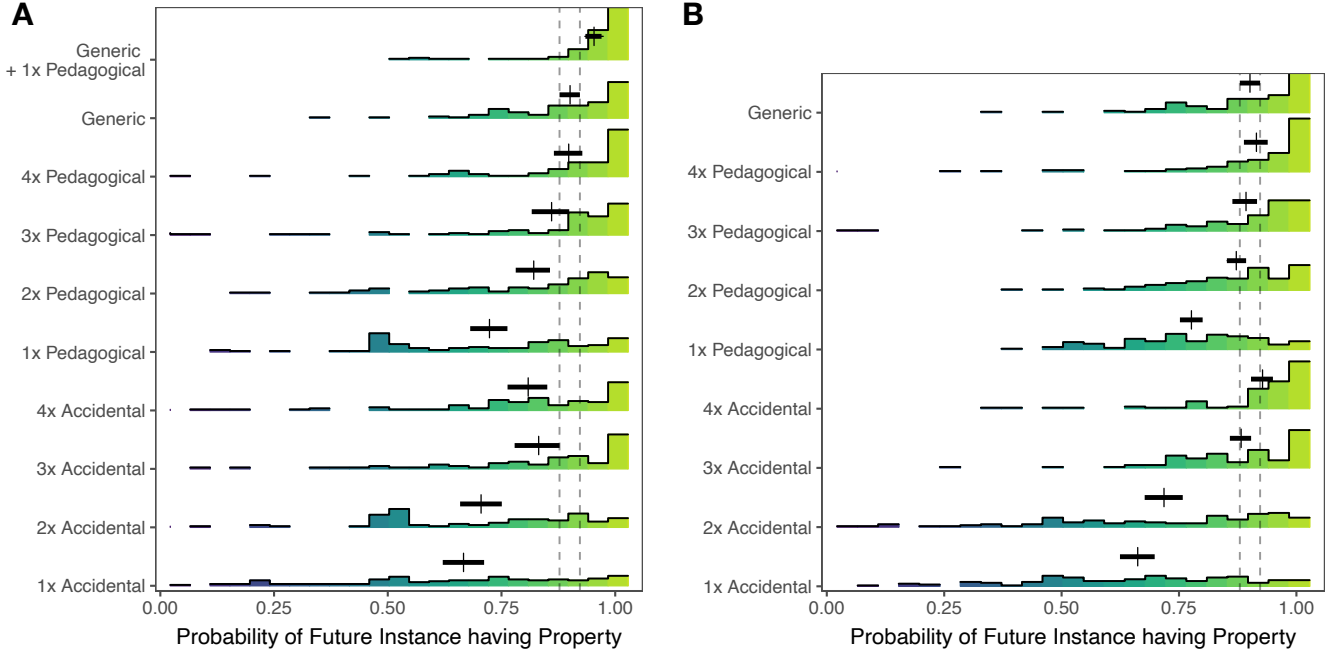 A
Generic
+ 1x Pedagogical
Generic
4x Pedagogical
3x Pedagogical
2x Pedagogical
1x Pedagogical
4x Accidental
3x Accidental
2x Accidental
1x Accidental
0.00 0.25 0.50 0.75 1.00
Probability of Future Instance having Property
B
Generic
4x Pedagogical
3x Pedagogical
2x Pedagogical
1x Pedagogical
4x Accidental
3x Accidental
2x Accidental
1x Accidental
0.00 0.25 0.50 0.75 1.00
Probability of Future Instance having Property